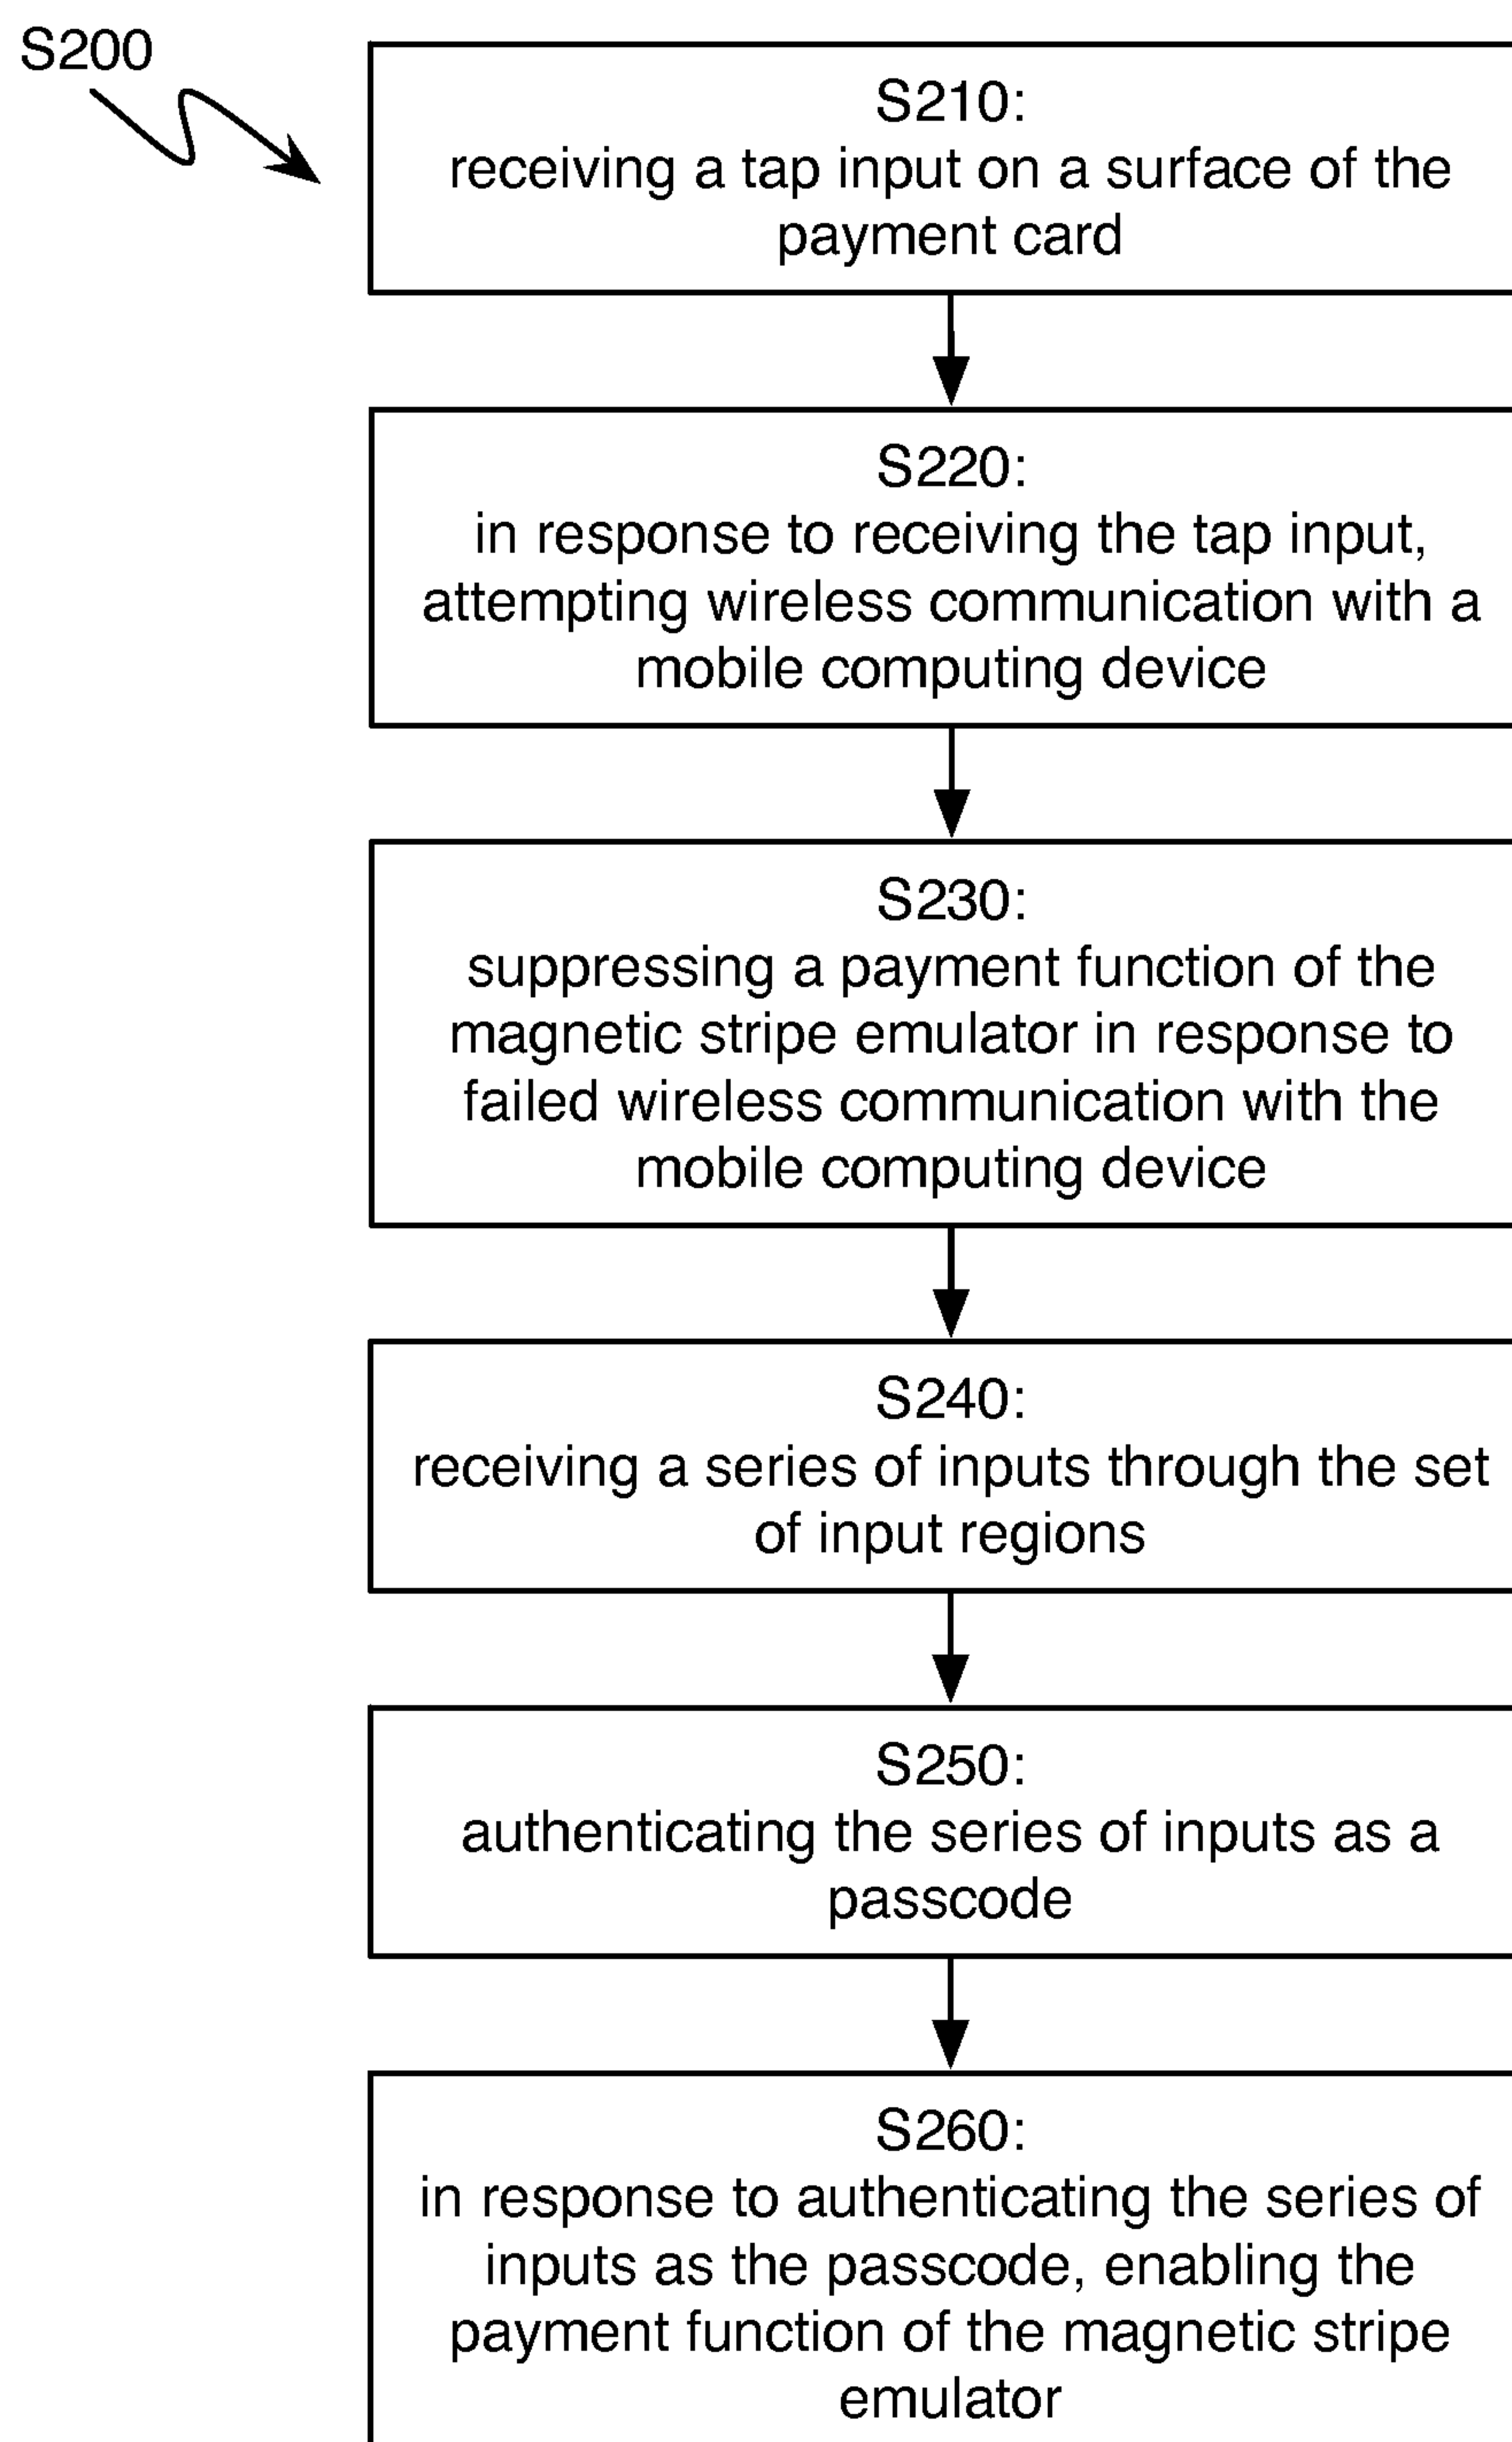 S200
S210:
receiving a tap input on a surface of the
payment card
S220:
in response to receiving the tap input,
attempting wireless communication with a
mobile computing device
S230:
suppressing a payment function of the
magnetic stripe emulator in response to
failed wireless communication with the
mobile computing device
S240:
receiving a series of inputs through the set
of input regions
S250:
authenticating the series of inputs as a
passcode
S260:
in response to authenticating the series of
inputs as the passcode, enabling the
payment function of the magnetic stripe
emulator